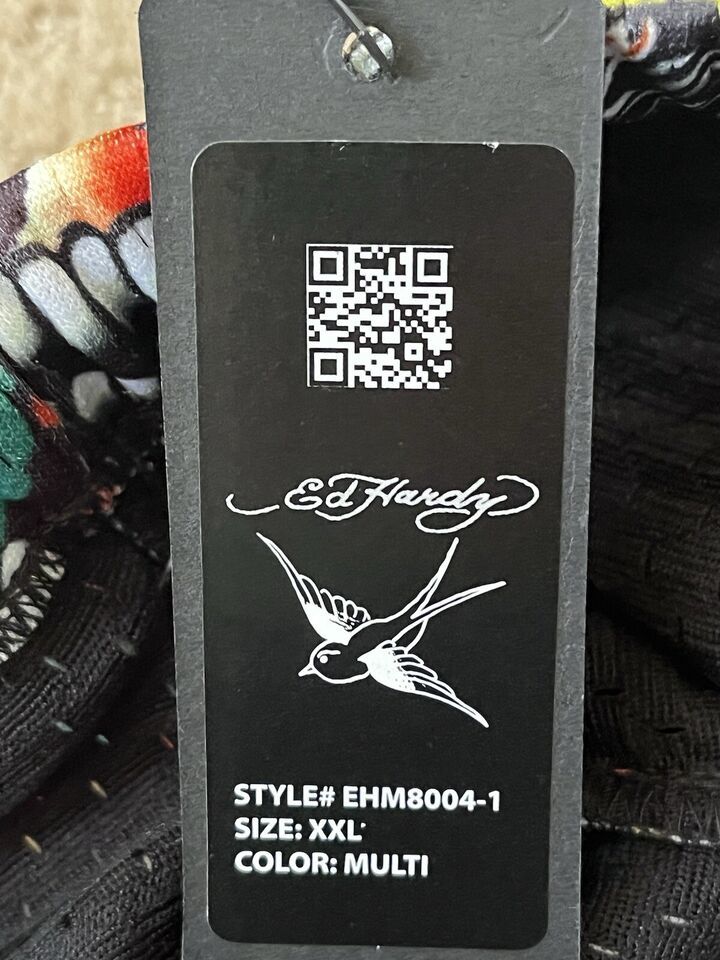 Ed Hardy
STYLE# EHM8004-1
SIZE: XXL
COLOR: MULTI